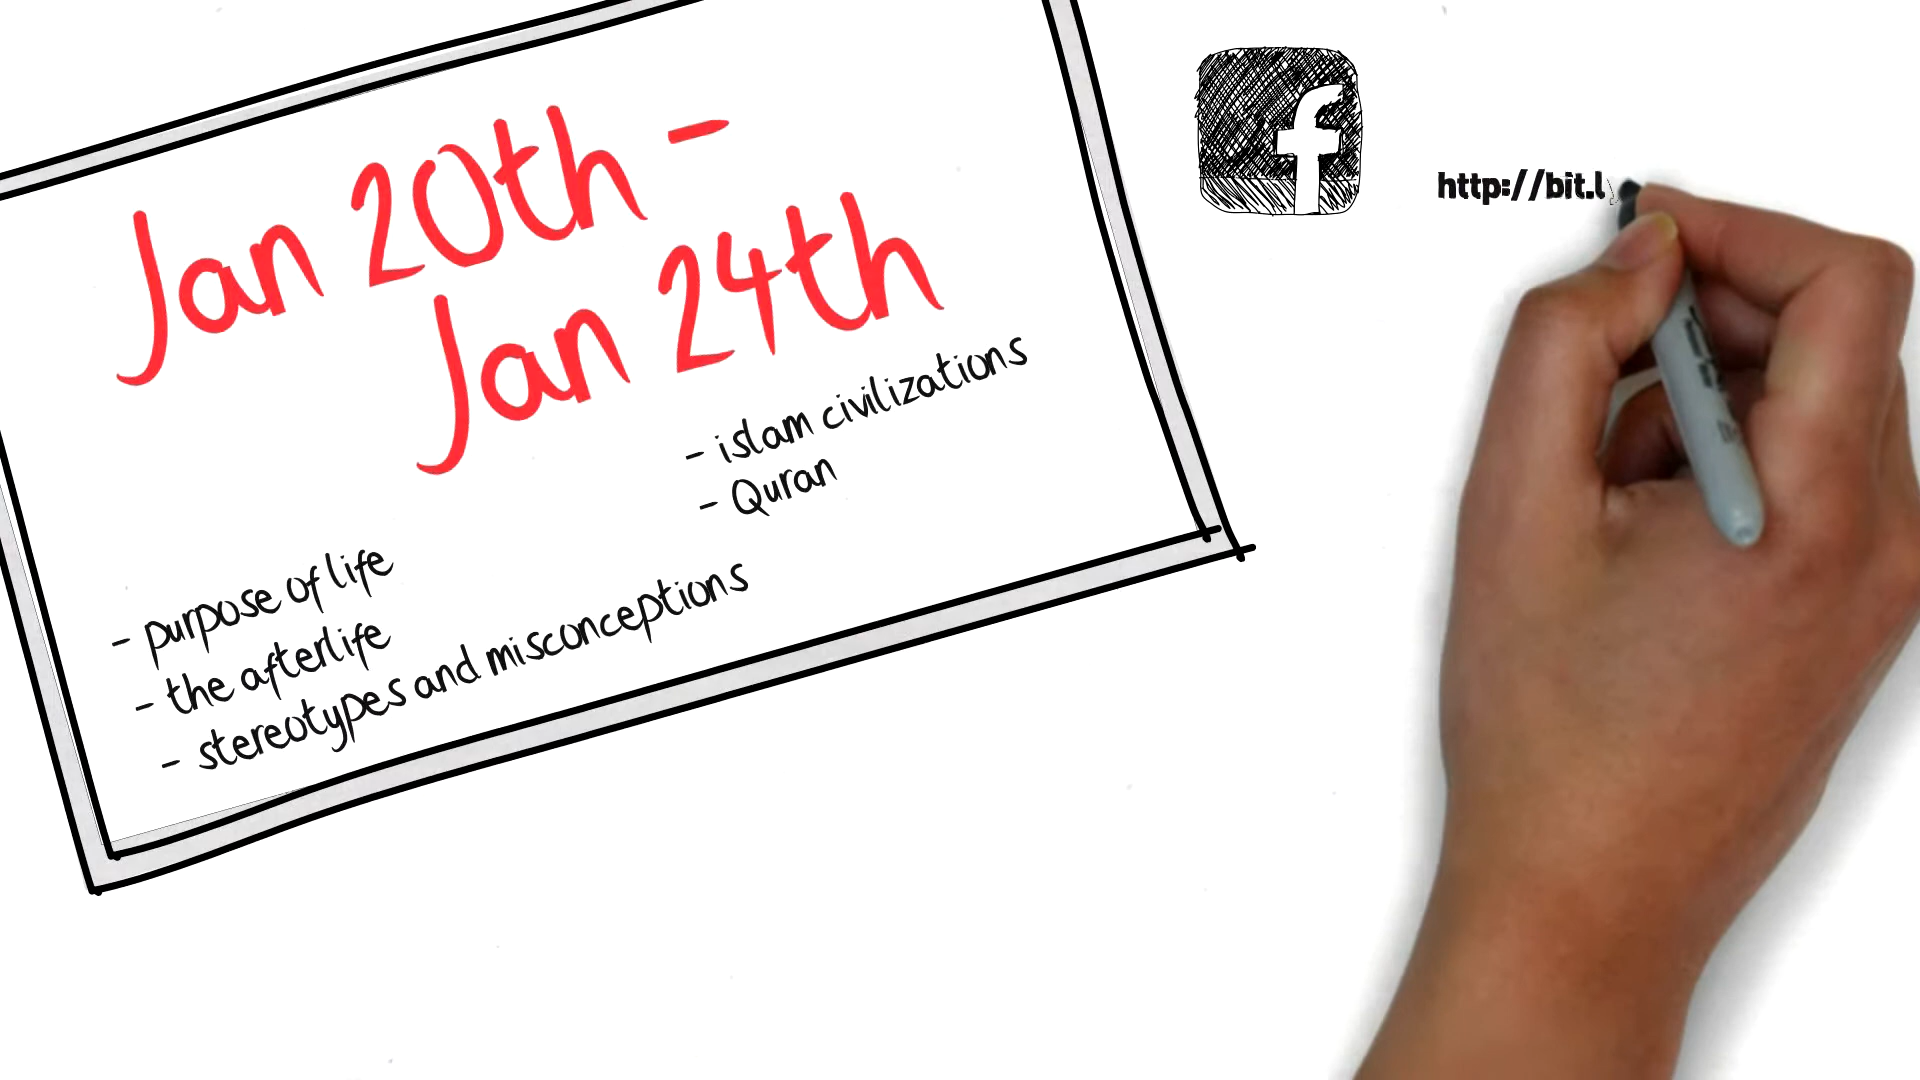 Jan 20th -
Jan 24th
- islam civilizations
- Quran
- purpose of life
- the afterlife
- stereotypes and misconceptions
http://bit.l